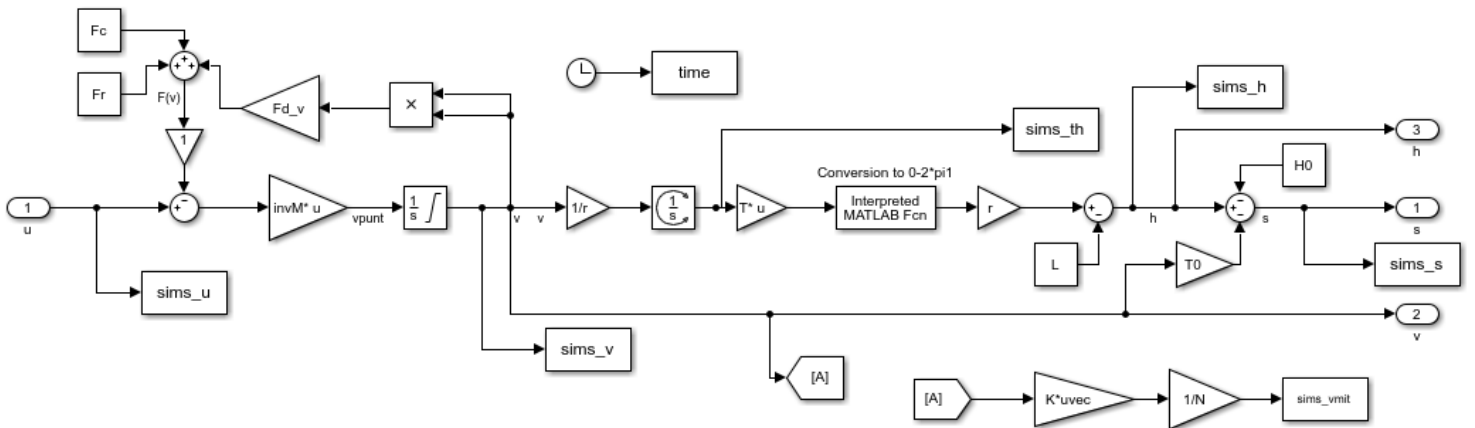 Fc
Fr
F(v)
1
Fd_v
×
time
sims_h
sims_th
3
h
Conversion to 0-2*pi1
H0
1
u
invM* u
vpunt
1
s
v
v
1/r
1
s
T* u
Interpreted
MATLAB Fcn
r
h
s
1
s
L
T0
sims_s
sims_u
2
v
sims_v
[A]
[A]
K*uvec
1/N
sims_vmit